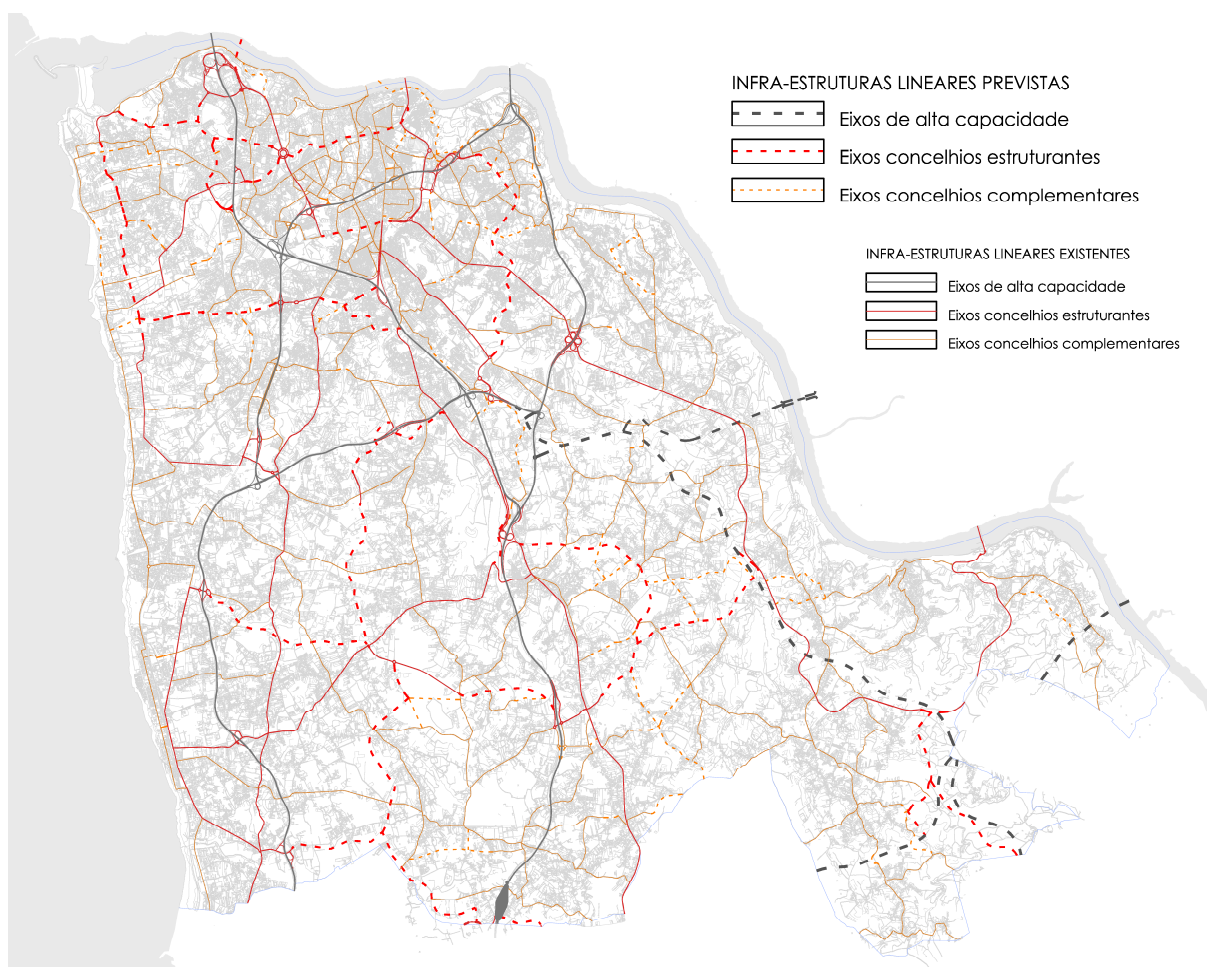 INFRA-ESTRUTURAS LINEARES PREVISTAS
Eixos de alta capacidade
Eixos concelhios estruturantes
Eixos concelhios complementares
INFRA-ESTRUTURAS LINEARES EXISTENTES
Eixos de alta capacidade
Eixos concelhios estruturantes
Eixos concelhios complementares